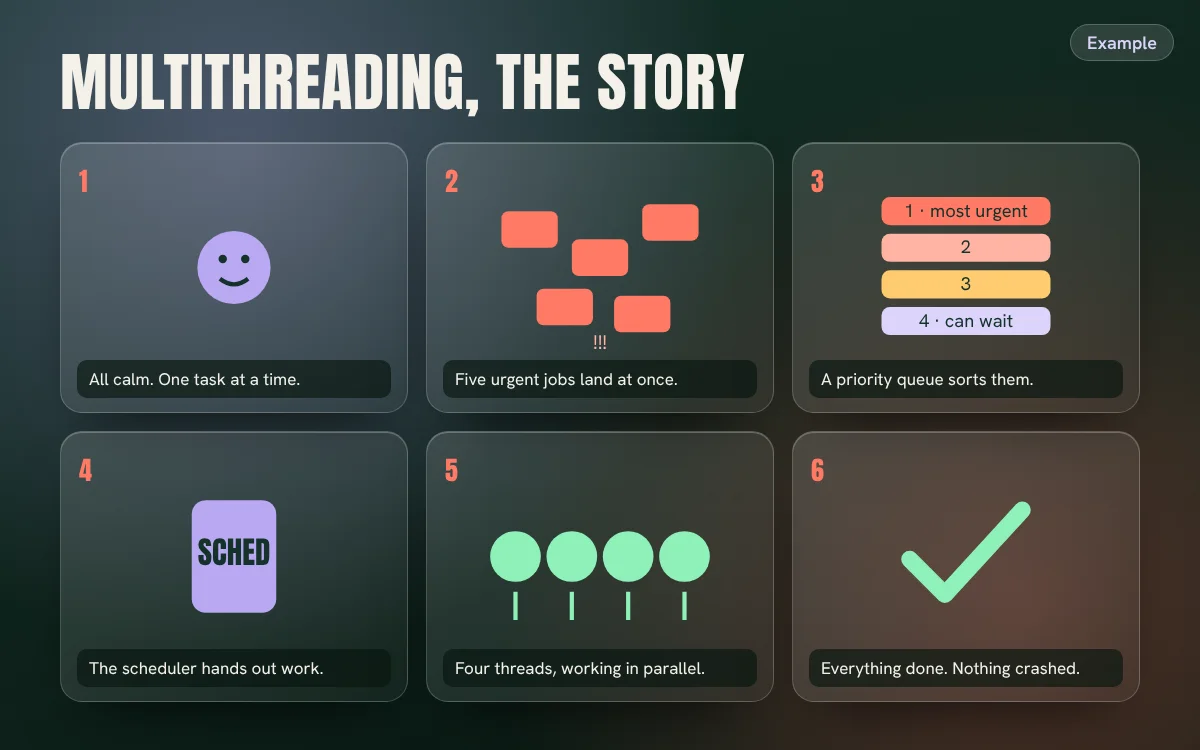 Example
MULTITHREADING, THE STORY
1
All calm. One task at a time.
2
!!!
Five urgent jobs land at once.
3
1 · most urgent
2
3
4 · can wait
A priority queue sorts them.
4
SCHED
The scheduler hands out work.
5
Four threads, working in parallel.
6
Everything done. Nothing crashed.